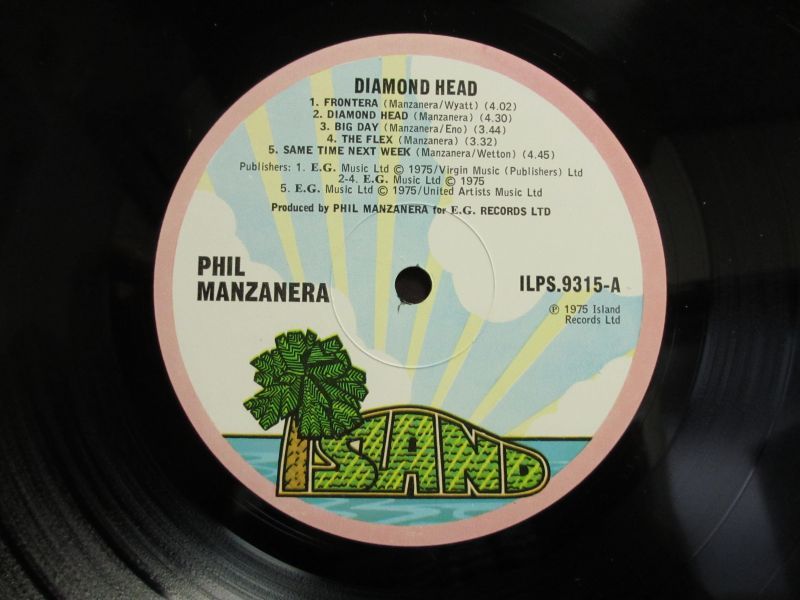 DIAMOND HEAD
1. FRONTERA (Manzanera/Wyatt) (4.02)
2. DIAMOND HEAD (Manzanera) (4.30)
3. BIG DAY (Manzanera/Eno) (3.44)
4. THE FLEX (Manzanera) (3.32)
5. SAME TIME NEXT WEEK (Manzanera/Wetton) (4.45)
Publishers: 1. E.G. Music Ltd © 1975/Virgin Music (Publishers) Ltd
2-4. E.G. Music Ltd © 1975
5. E.G. Music Ltd © 1975/United Artists Music Ltd
Produced by PHIL MANZANERA for E.G. RECORDS LTD
PHIL
MANZANERA
ILPS.9315-A
℗ 1975 Island
Records Ltd
ISLAND